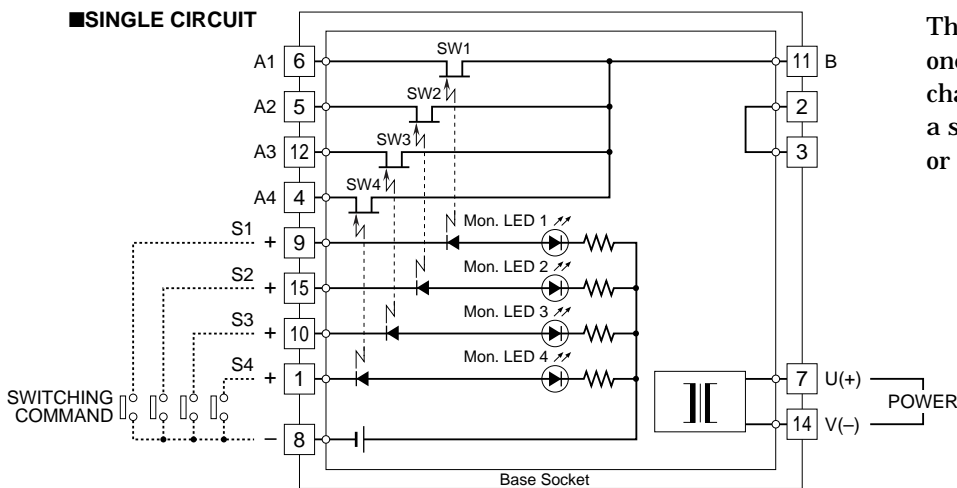 ■SINGLE CIRCUIT
Th
one
cha
a s
or
A1 6 SW1 11 B
A2 5 SW2 2
A3 12 SW3 3
A4 4 SW4
S1 + 9 Mon. LED 1
S2 + 15 Mon. LED 2
S3 + 10 Mon. LED 3
S4 + 1 Mon. LED 4
7 U(+)
SWITCHING
COMMAND
POWER
– 8
14 V(–)
Base Socket